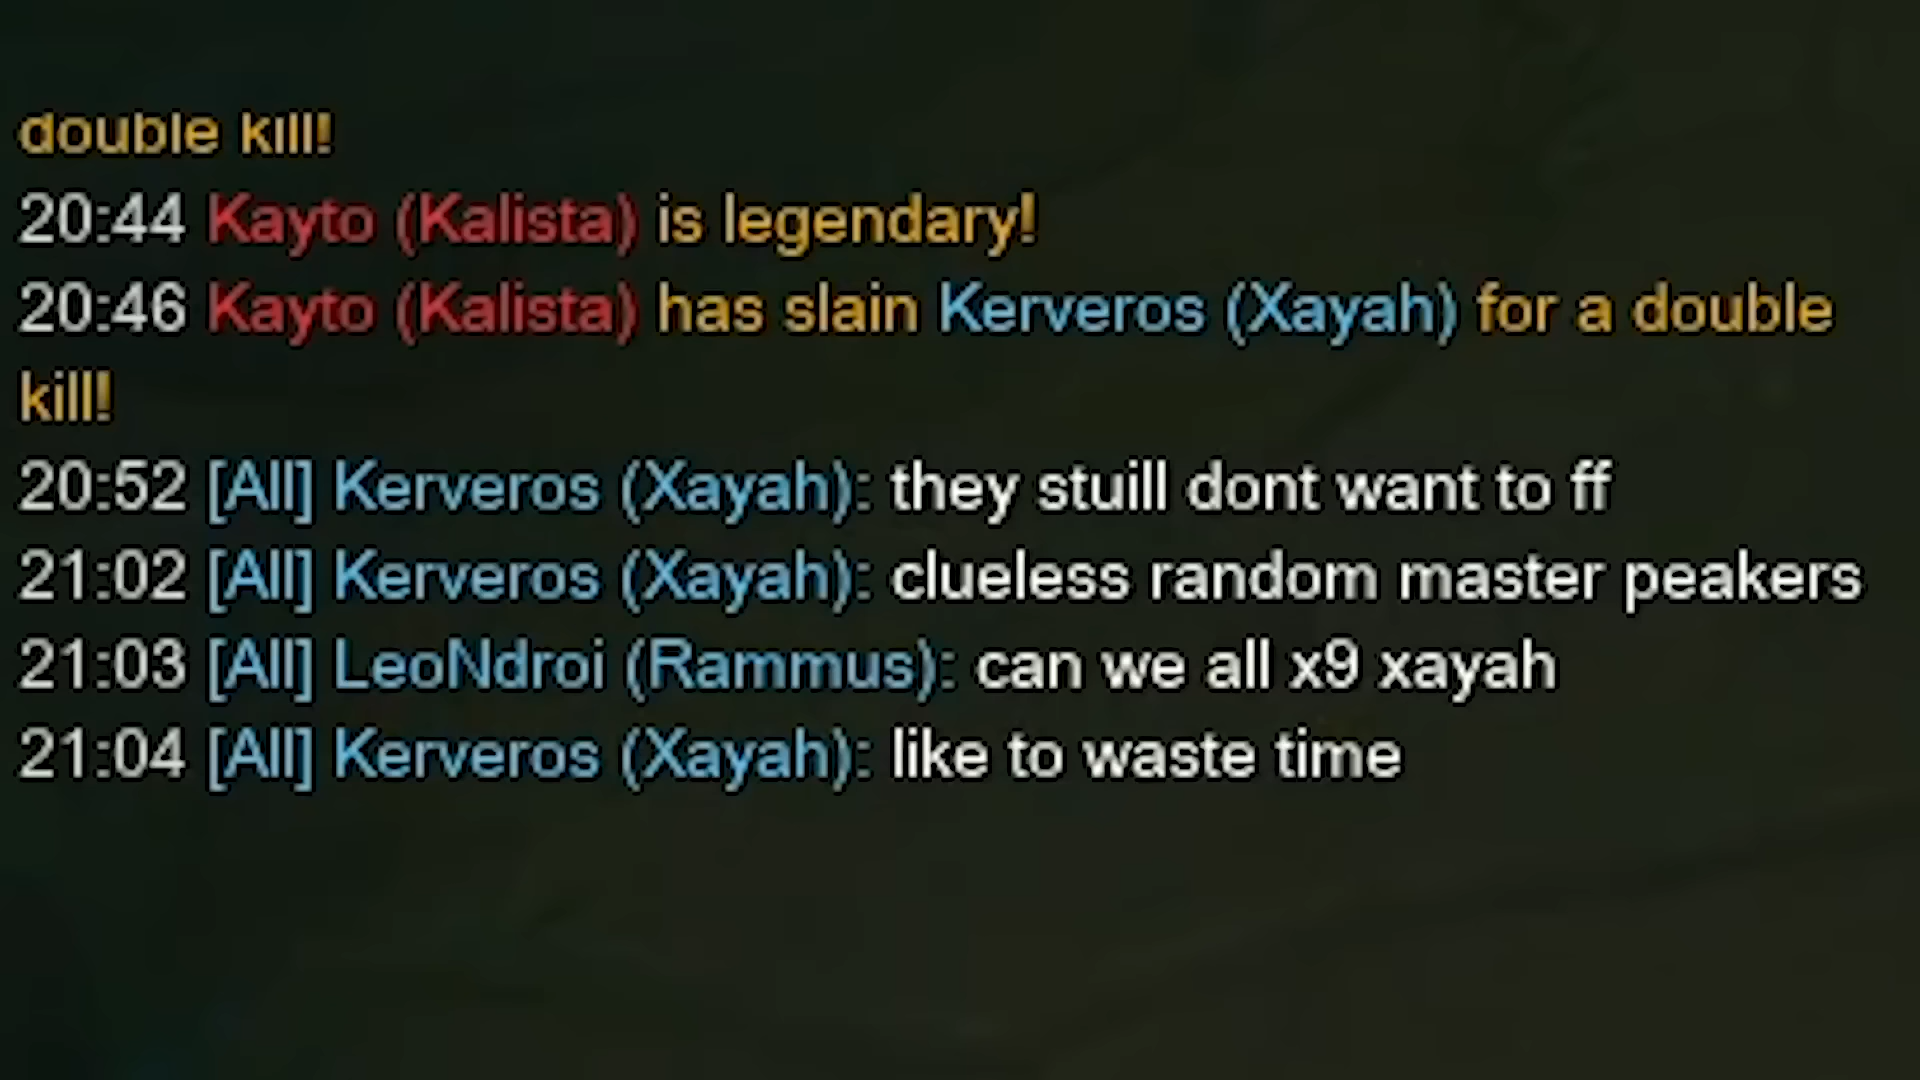 double kill!
20:44 Kayto (Kalista) is legendary!
20:46 Kayto (Kalista) has slain Kerveros (Xayah) for a double
kill!
20:52 [All] Kerveros (Xayah): they stuill dont want to ff
21:02 [All] Kerveros (Xayah): clueless random master peakers
21:03 [All] LeoNdroi (Rammus): can we all x9 xayah
21:04 [All] Kerveros (Xayah): like to waste time